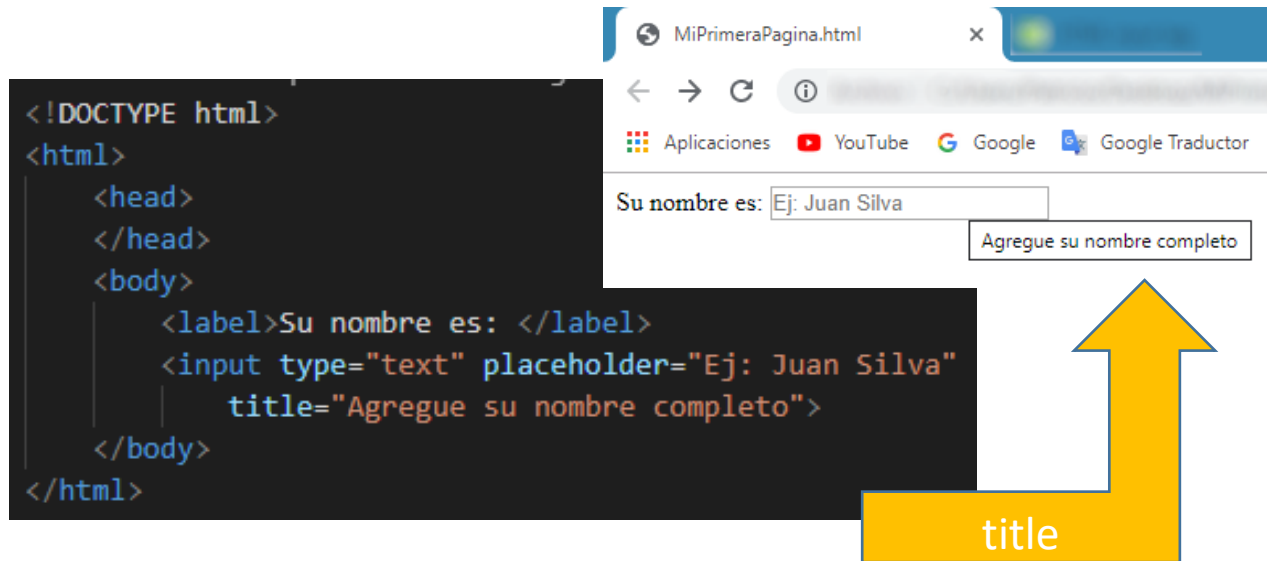 MiPrimeraPagina.html
Aplicaciones YouTube Google Google Traductor
Su nombre es: Ej: Juan Silva
Agregue su nombre completo
<!DOCTYPE html>
<html>
<head>
</head>
<body>
<label>Su nombre es: </label>
<input type="text" placeholder="Ej: Juan Silva"
title="Agregue su nombre completo">
</body>
</html>
title